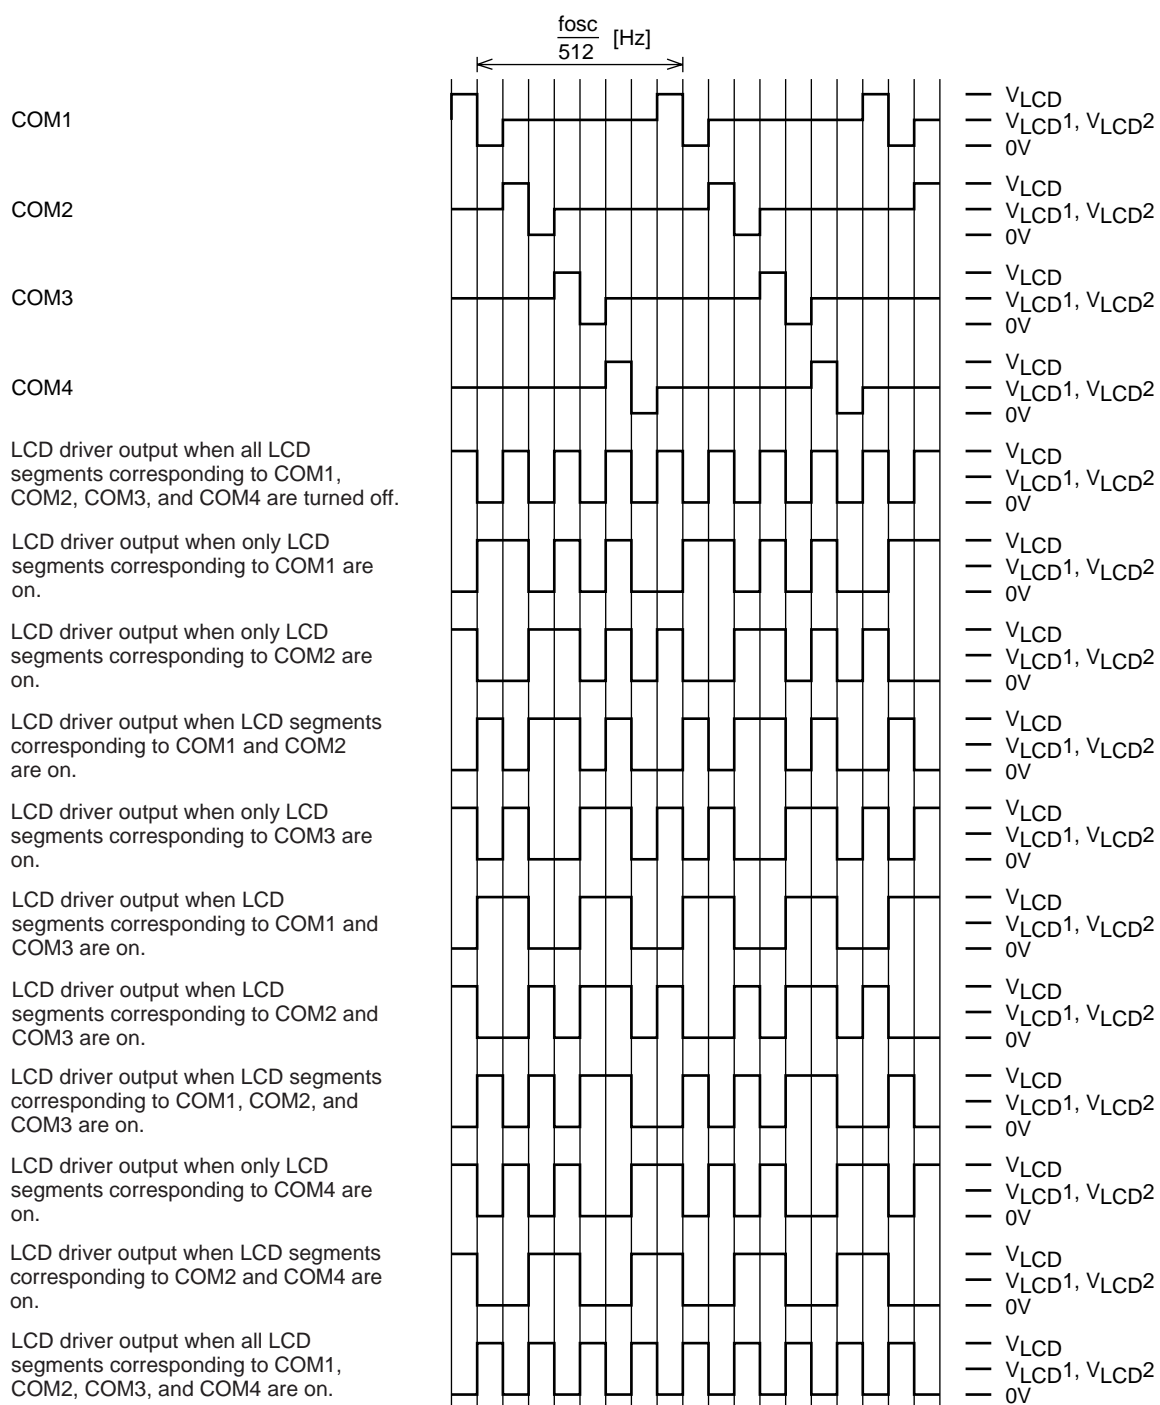 fosc
512 [Hz]
COM1
VLCD
VLCD1, VLCD2
0V
COM2
VLCD
VLCD1, VLCD2
0V
COM3
VLCD
VLCD1, VLCD2
0V
COM4
VLCD
VLCD1, VLCD2
0V
LCD driver output when all LCD
segments corresponding to COM1,
COM2, COM3, and COM4 are turned off.
VLCD
VLCD1, VLCD2
0V
LCD driver output when only LCD
segments corresponding to COM1 are
on.
VLCD
VLCD1, VLCD2
0V
LCD driver output when only LCD
segments corresponding to COM2 are
on.
VLCD
VLCD1, VLCD2
0V
LCD driver output when LCD segments
corresponding to COM1 and COM2
are on.
VLCD
VLCD1, VLCD2
0V
LCD driver output when only LCD
segments corresponding to COM3 are
on.
VLCD
VLCD1, VLCD2
0V
LCD driver output when LCD
segments corresponding to COM1 and
COM3 are on.
VLCD
VLCD1, VLCD2
0V
LCD driver output when LCD
segments corresponding to COM2 and
COM3 are on.
VLCD
VLCD1, VLCD2
0V
LCD driver output when LCD segments
corresponding to COM1, COM2, and
COM3 are on.
VLCD
VLCD1, VLCD2
0V
LCD driver output when only LCD
segments corresponding to COM4 are
on.
VLCD
VLCD1, VLCD2
0V
LCD driver output when LCD segments
corresponding to COM2 and COM4 are
on.
VLCD
VLCD1, VLCD2
0V
LCD driver output when all LCD
segments corresponding to COM1,
COM2, COM3, and COM4 are on.
VLCD
VLCD1, VLCD2
0V